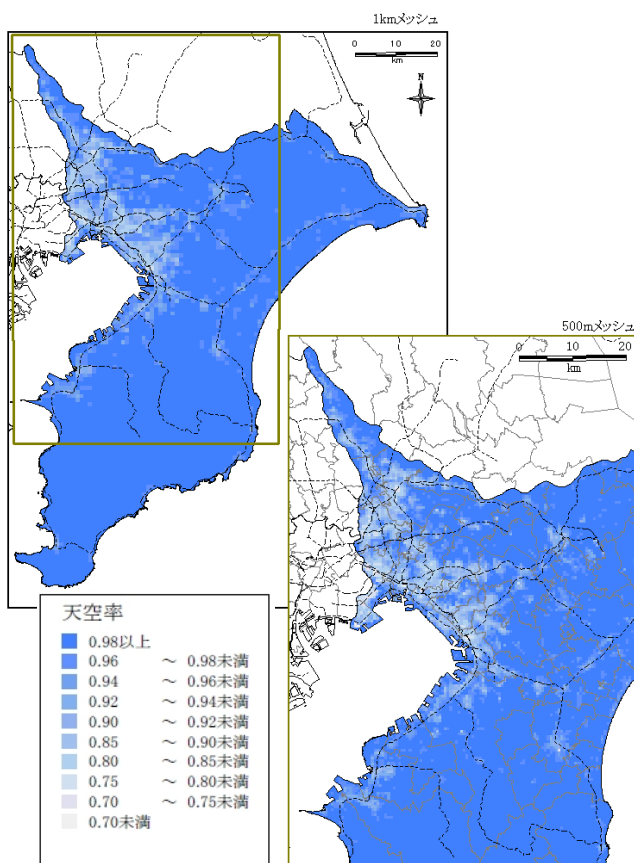 1kmメッシュ
0 10 20
km
N
500mメッシュ
0 10 20
km
天空率
0.98以上
0.96 ～ 0.98未満
0.94 ～ 0.96未満
0.92 ～ 0.94未満
0.90 ～ 0.92未満
0.85 ～ 0.90未満
0.80 ～ 0.85未満
0.75 ～ 0.80未満
0.70 ～ 0.75未満
0.70未満